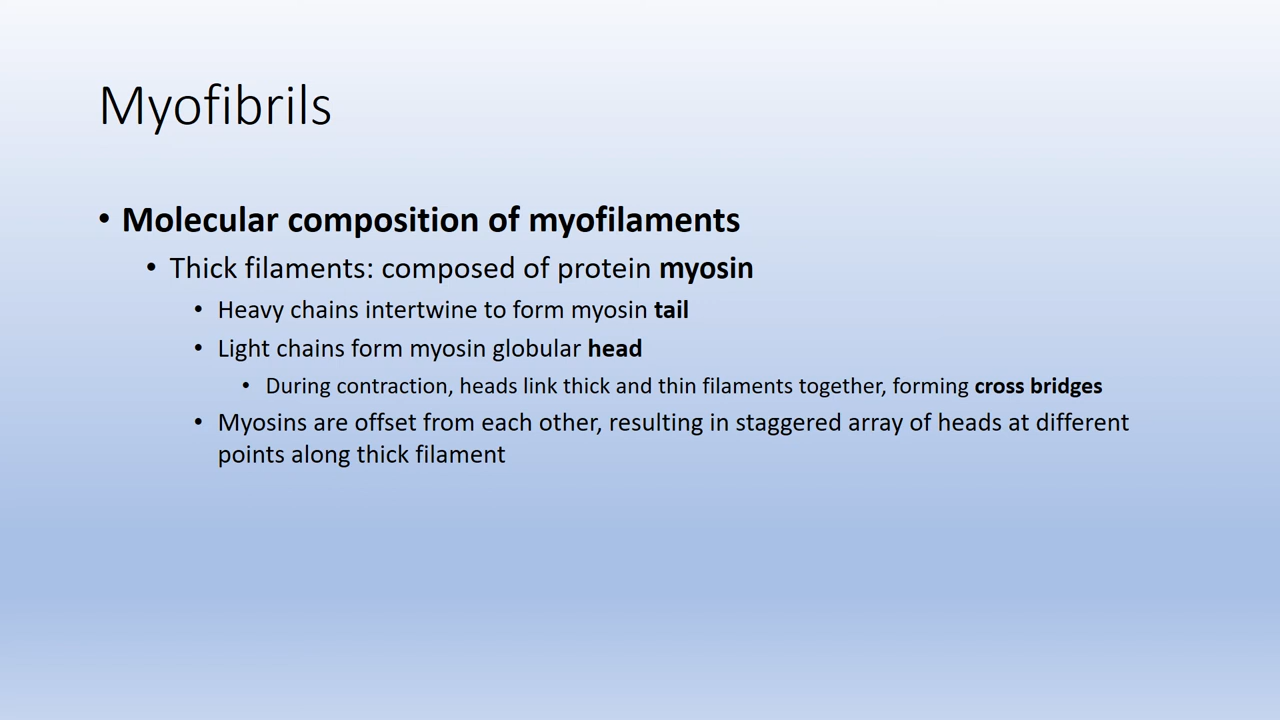 Myofibrils
• Molecular composition of myofilaments
• Thick filaments: composed of protein myosin
• Heavy chains intertwine to form myosin tail
• Light chains form myosin globular head
• During contraction, heads link thick and thin filaments together, forming cross bridges
• Myosins are offset from each other, resulting in staggered array of heads at different
points along thick filament